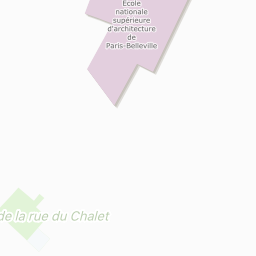 École
nationale
supérieure
d'architecture
de
Paris-Belleville
de la rue du Chalet